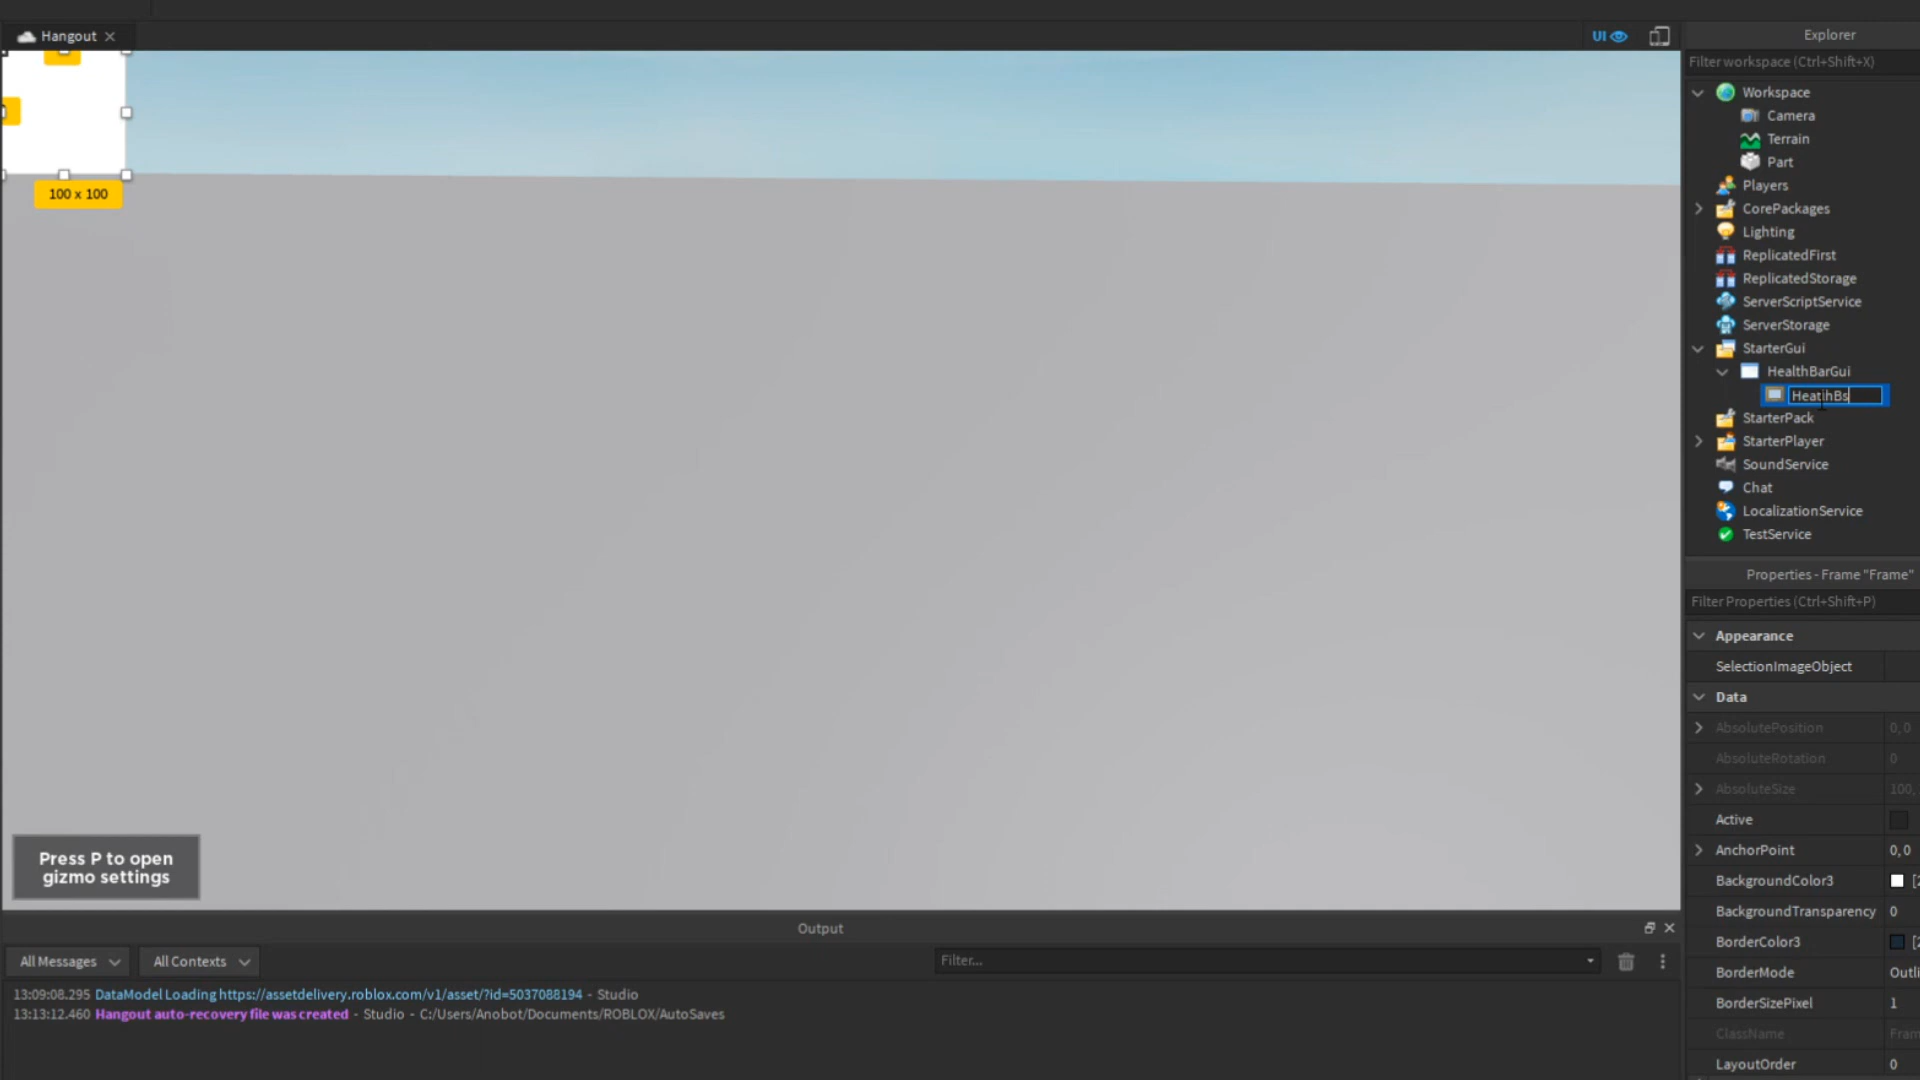 Hangout
UI
100 x 100
Press P to open
gizmo settings
Output
All Messages
All Contexts
Filter...
13:09:08.295 DataModel Loading https://assetdelivery.roblox.com/v1/asset/?id=5037088194 - Studio
13:13:12.460 Hangout auto-recovery file was created - Studio - C:/Users/Anobot/Documents/ROBLOX/AutoSaves
Explorer
Filter workspace (Ctrl+Shift+X)
Workspace
Camera
Terrain
Part
Players
CorePackages
Lighting
ReplicatedFirst
ReplicatedStorage
ServerScriptService
ServerStorage
StarterGui
HealthBarGui
HeatlhBs
StarterPack
StarterPlayer
SoundService
Chat
LocalizationService
TestService
Properties - Frame "Frame"
Filter Properties (Ctrl+Shift+P)
Appearance
SelectionImageObject
Data
AbsolutePosition 0,0
AbsoluteRotation 0
AbsoluteSize 100,
Active
AnchorPoint 0,0
BackgroundColor3 [2
BackgroundTransparency 0
BorderColor3 [2
BorderMode Outli
BorderSizePixel 1
ClassName Fram
LayoutOrder 0